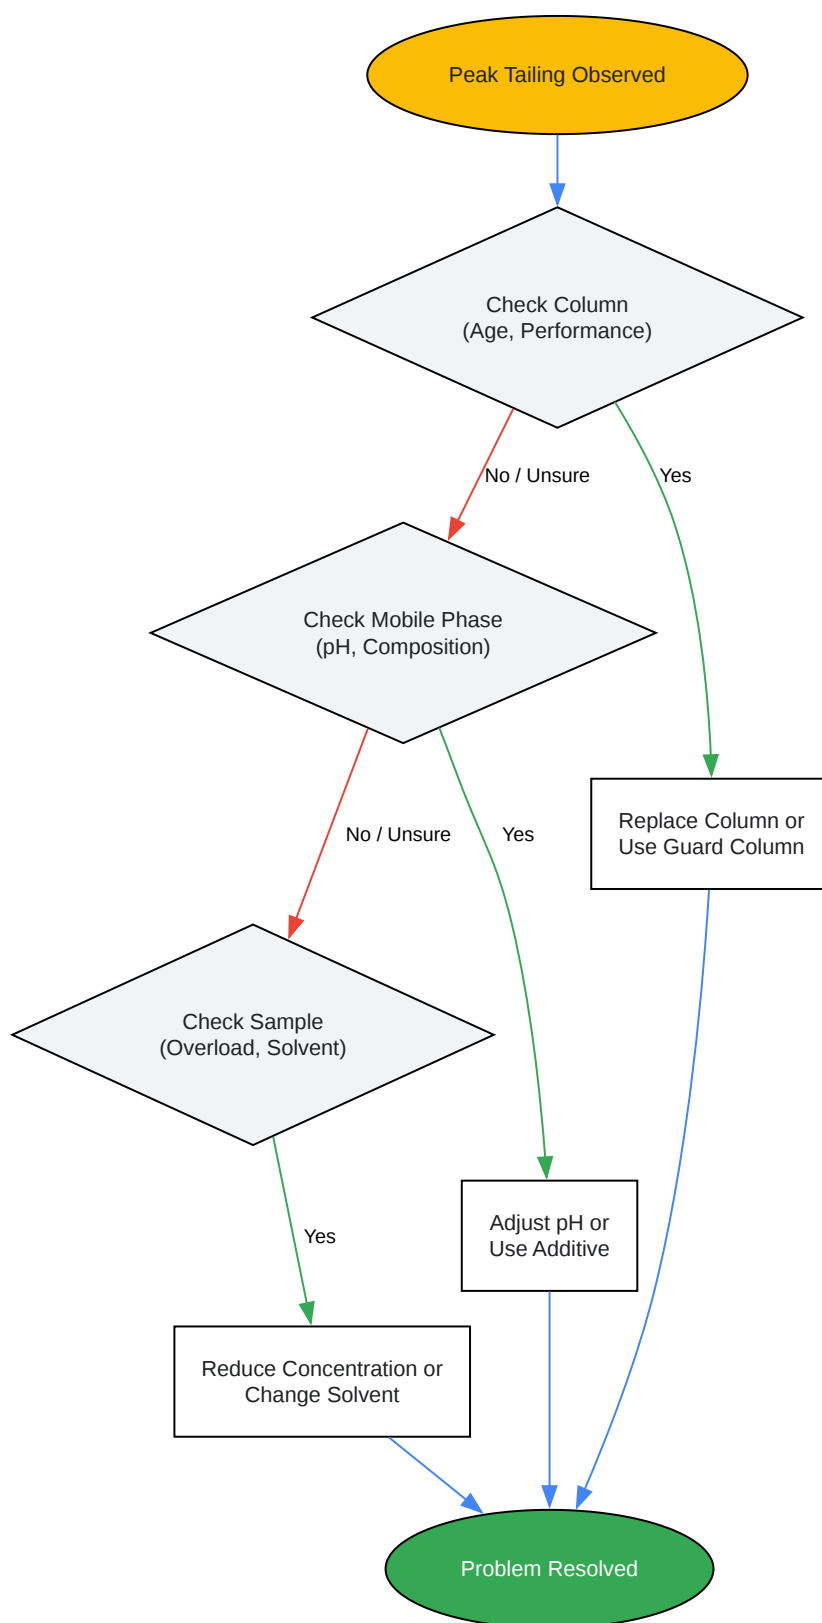 Peak Tailing Observed
Check Column
(Age, Performance)
No / Unsure
Yes
Check Mobile Phase
(pH, Composition)
Replace Column or
Use Guard Column
No / Unsure
Yes
Check Sample
(Overload, Solvent)
Adjust pH or
Use Additive
Yes
Reduce Concentration or
Change Solvent
Problem Resolved